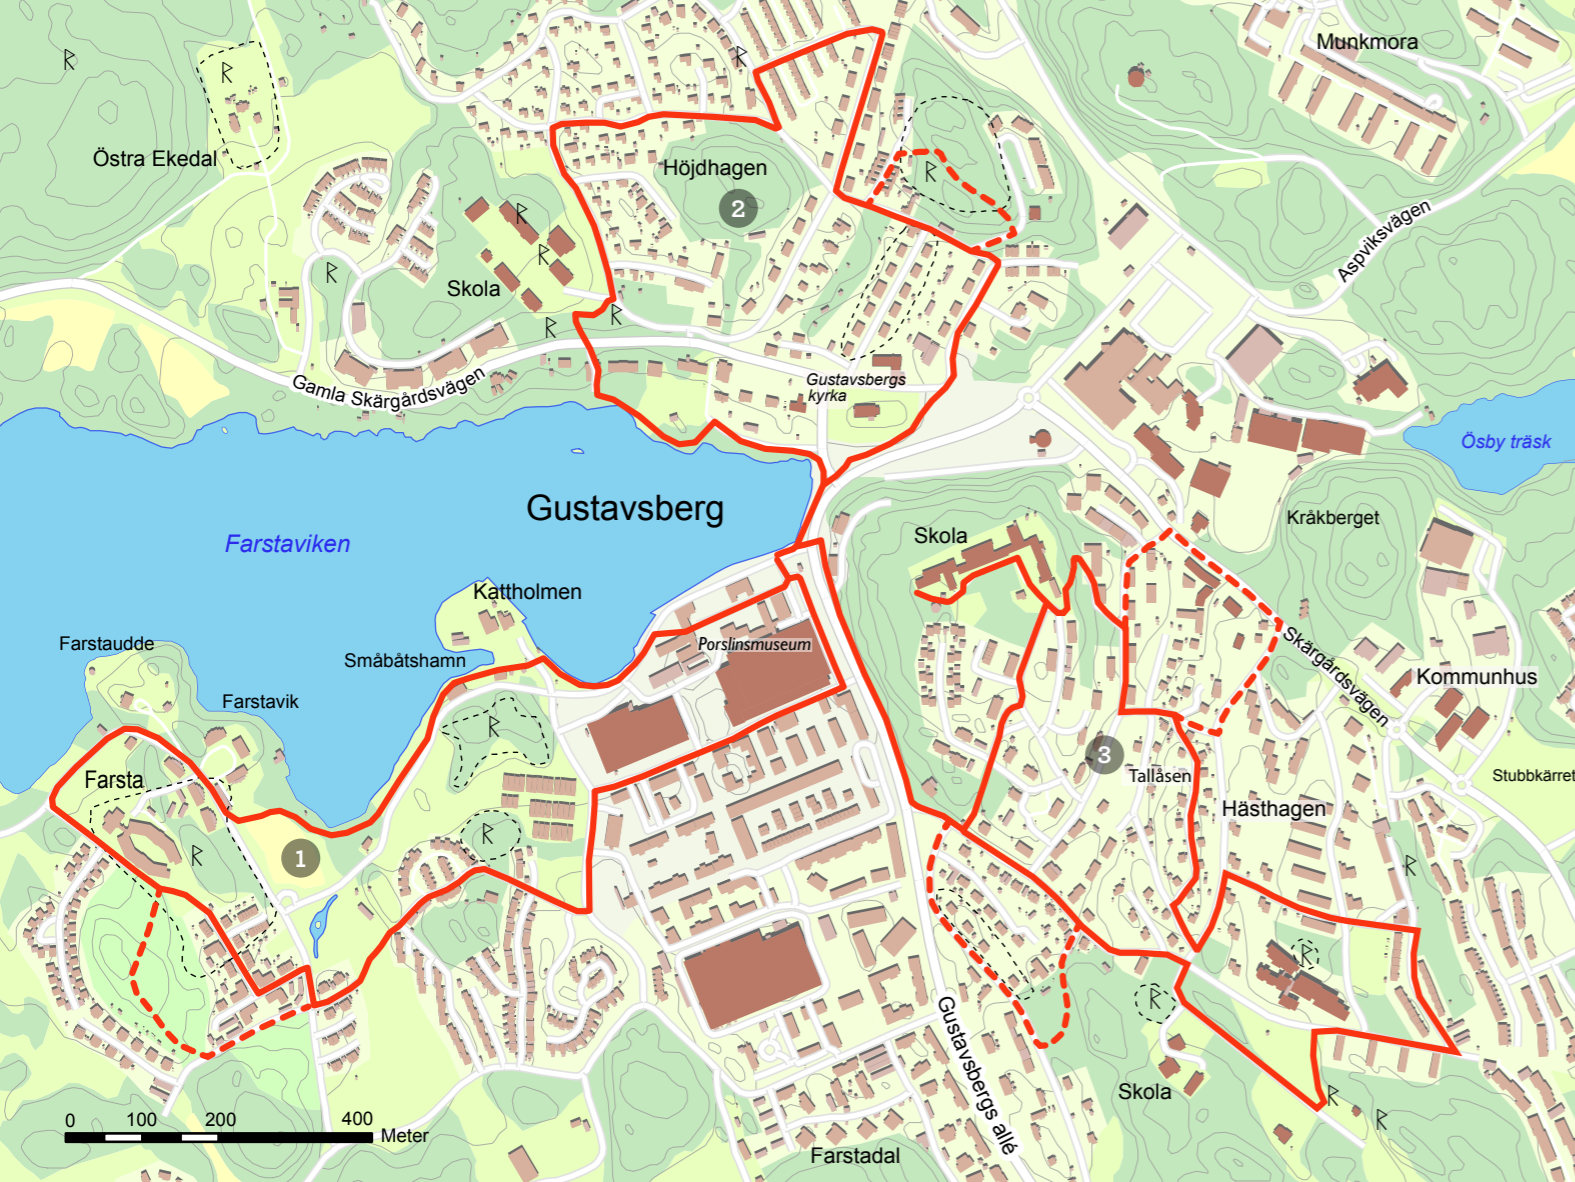 Munkmora
Östra Ekedal
Höjdhagen
2
Aspviksvägen
Skola
Gamla Skärgårdsvägen
Gustavsbergs
kyrka
Ösby träsk
Gustavsberg
Kråkberget
Skola
Farstaviken
Kattholmen
Farstaudde
Småbåtshamn
Porslinsmuseum
Skärgårdsvägen
Kommunhus
Farstavik
3
Tallåsen
Stubbkärret
Farsta
Hästhagen
1
Gustavsbergs allé
Skola
0 100 200 400
Meter
Farstadal